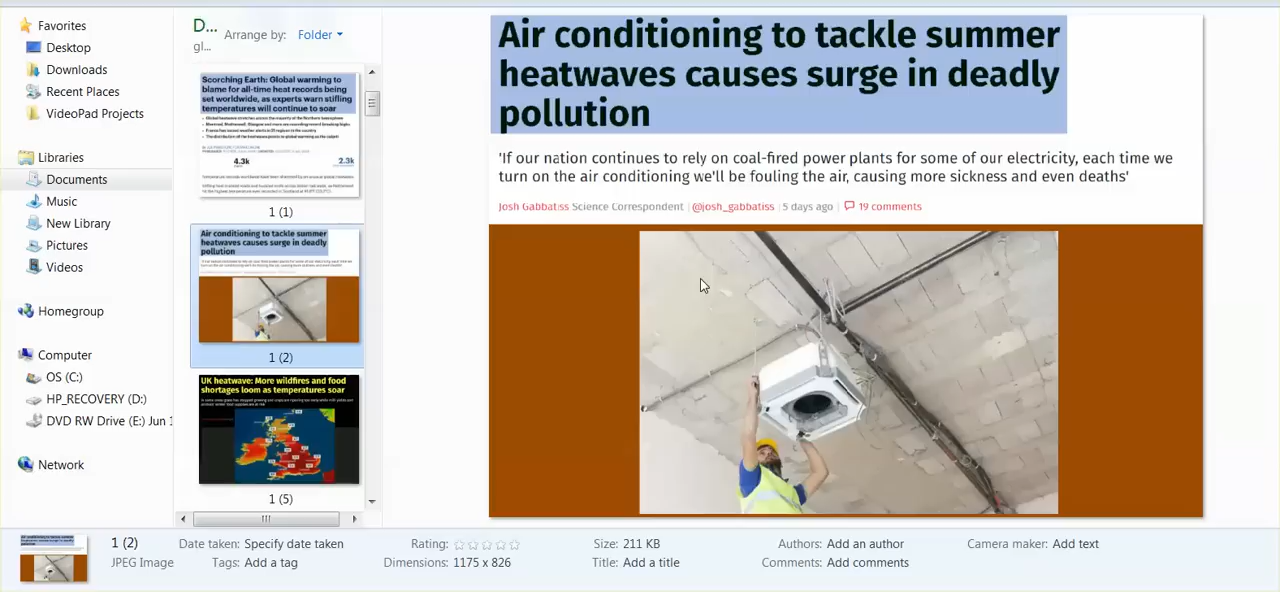 Favorites
Desktop
Downloads
Recent Places
VideoPad Projects
Libraries
Documents
Music
New Library
Pictures
Videos
Homegroup
Computer
OS (C:)
HP_RECOVERY (D:)
DVD RW Drive (E:) Jun 1
Network
D...
gl...
Arrange by: Folder
Scorching Earth: Global warming to
blame for all-time heat records being
set worldwide, as experts warn stifling
temperatures will continue to soar
4.3k
2.3k
1 (1)
Air conditioning to tackle summer
heatwaves causes surge in deadly
pollution
1 (2)
UK heatwave: More wildfires and food
shortages loom as temperatures soar
1 (5)
Air conditioning to tackle summer
heatwaves causes surge in deadly
pollution
'If our nation continues to rely on coal-fired power plants for some of our electricity, each time we
turn on the air conditioning we'll be fouling the air, causing more sickness and even deaths'
Josh Gabbatiss Science Correspondent | @josh_gabbatiss | 5 days ago | 19 comments
1 (2)
JPEG Image
Date taken: Specify date taken
Tags: Add a tag
Rating:
Dimensions: 1175 x 826
Size: 211 KB
Title: Add a title
Authors: Add an author
Comments: Add comments
Camera maker: Add text